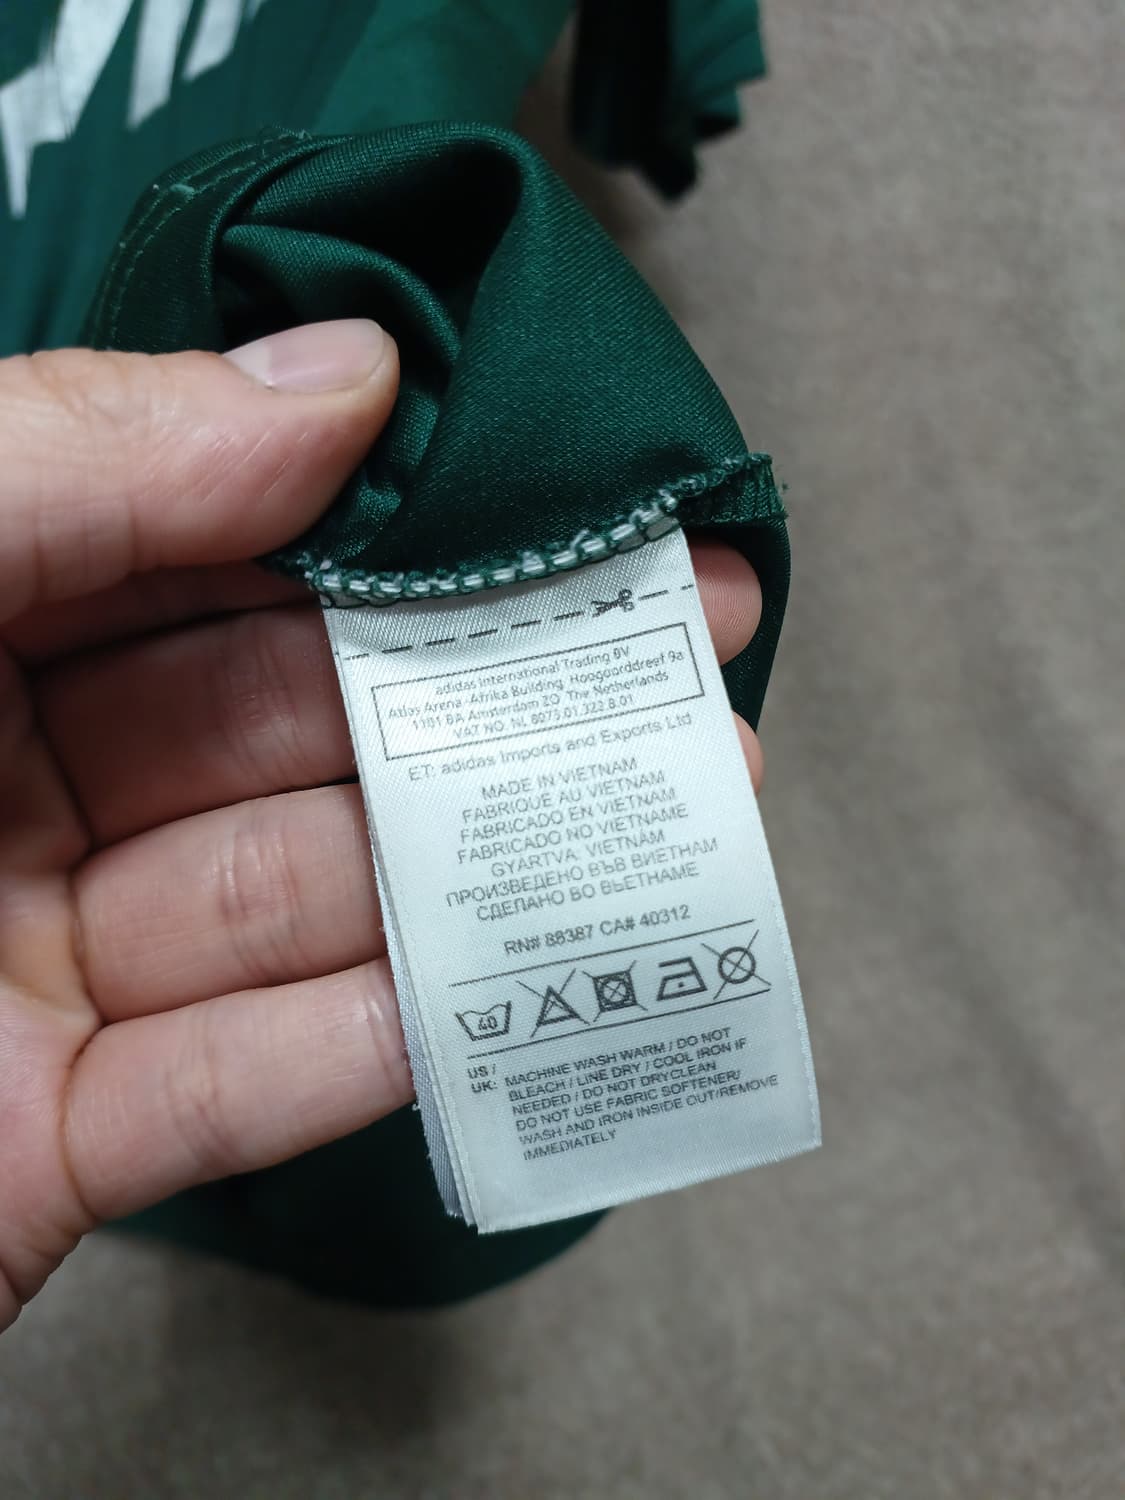 adidas International Trading BV
Atlas Arena -Afrika Building, Hoogoorddreef 9a
1101 BA Amsterdam ZO The Netherlands
VAT NO. NL 8075.01.322.B.01
ET: adidas Imports and Exports Ltd
MADE IN VIETNAM
FABRIQUÉ AU VIETNAM
FABRICADO EN VIETNAM
FABRICADO NO VIETNAME
GYÁRTVA: VIETNÁM
ПРОИЗВЕДЕНО ВЪВ ВИЕТНАМ
СДЕЛАНО ВО ВЬЕТНАМЕ
RN# 88387 CA# 40312
40
US /
UK: MACHINE WASH WARM / DO NOT
BLEACH / LINE DRY / COOL IRON IF
NEEDED / DO NOT DRYCLEAN
DO NOT USE FABRIC SOFTENER/
WASH AND IRON INSIDE OUT/REMOVE
IMMEDIATELY